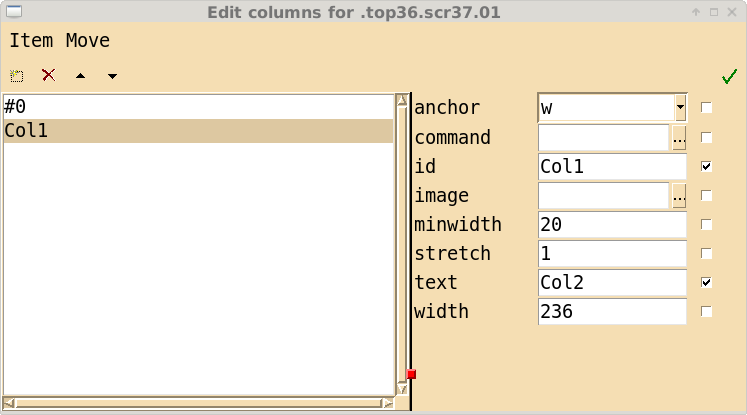 Edit columns for .top36.scr37.01
Item Move
#0
Col1
anchor w
command ...
id Col1
image ...
minwidth 20
stretch 1
text Col2
width 236